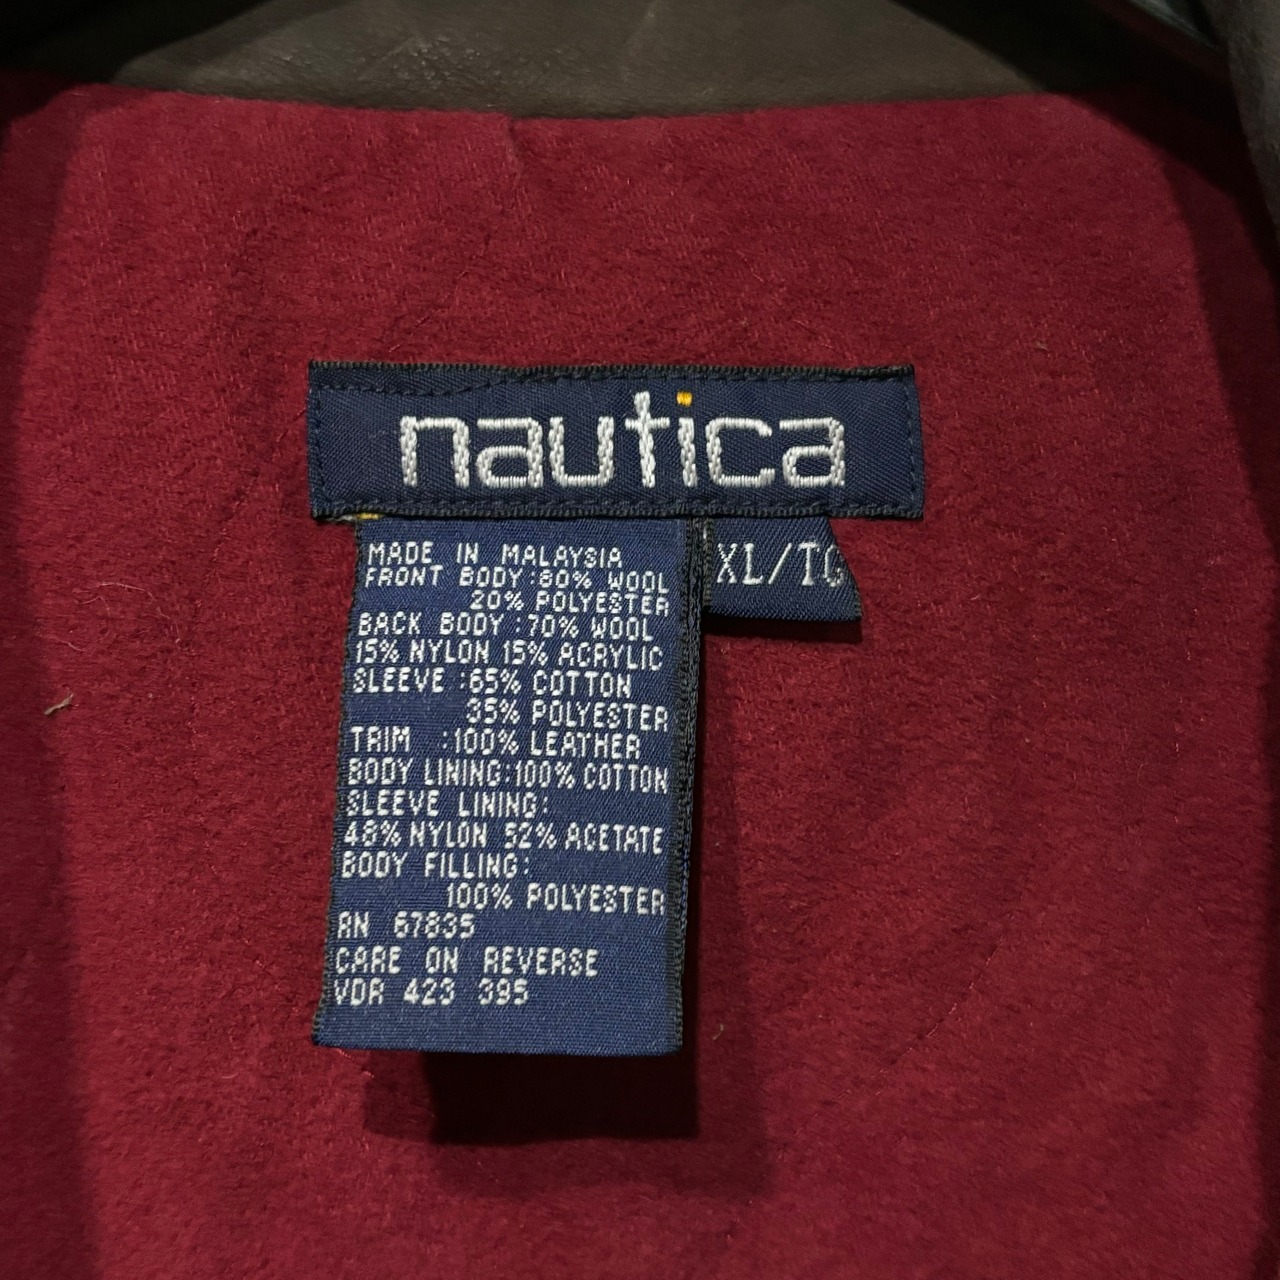 nautica
XL/TG
MADE IN MALAYSIA
FRONT BODY:80% WOOL
20% POLYESTER
BACK BODY:70% WOOL
15% NYLON 15% ACRYLIC
SLEEVE:65% COTTON
35% POLYESTER
TRIM :100% LEATHER
BODY LINING:100% COTTON
SLEEVE LINING:
48% NYLON 52% ACETATE
BODY FILLING:
100% POLYESTER
RN 67835
CARE ON REVERSE
VDR 423 395